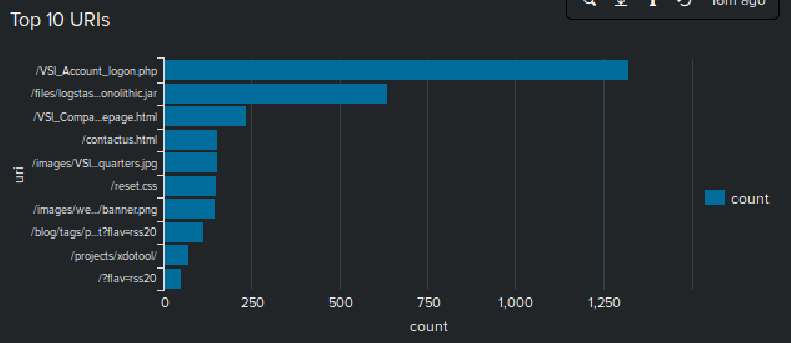 Top 10 URIs
16m ago
/VSI_Account_logon.php
/files/logstas...onolithic.jar
/VSI_Compa...epage.html
/contactus.html
/images/VSI...quarters.jpg
/reset.css
/images/we.../banner.png
/blog/tags/p...t?flav=rss20
/projects/xdotool/
/?flav=rss20
uri
0 250 500 750 1,000 1,250
count
count